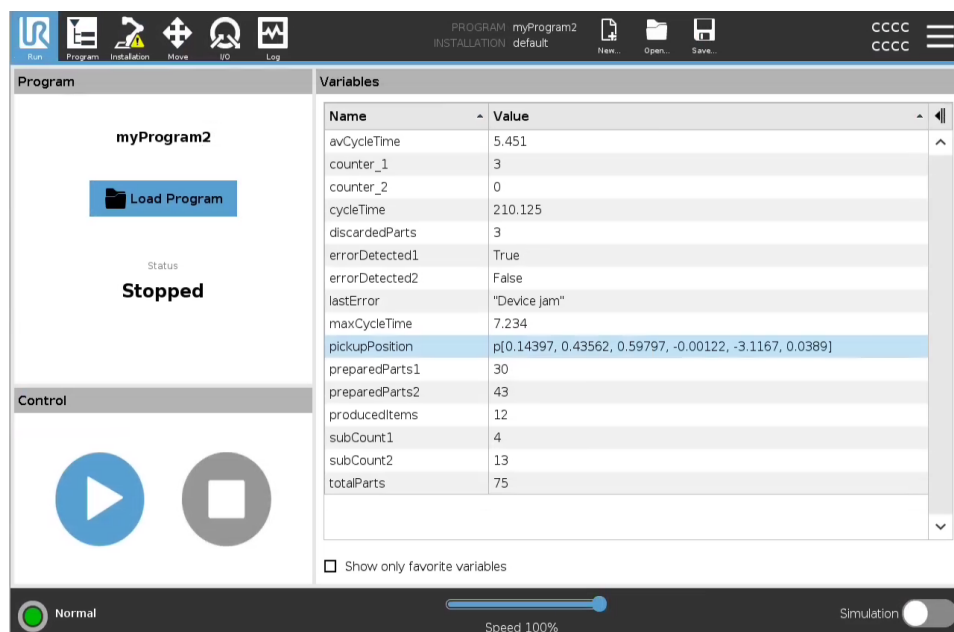 UR
Run
Program
Installation
Move
I/O
Log
PROGRAM myProgram2
INSTALLATION default
New...
Open...
Save...
CCCC
CCCC
Program
myProgram2
Load Program
Status
Stopped
Control
Variables
Name Value
avCycleTime 5.451
counter_1 3
counter_2 0
cycleTime 210.125
discardedParts 3
errorDetected1 True
errorDetected2 False
lastError "Device jam"
maxCycleTime 7.234
pickupPosition p[0.14397, 0.43562, 0.59797, -0.00122, -3.1167, 0.0389]
preparedParts1 30
preparedParts2 43
producedItems 12
subCount1 4
subCount2 13
totalParts 75
Show only favorite variables
Normal
Speed 100%
Simulation